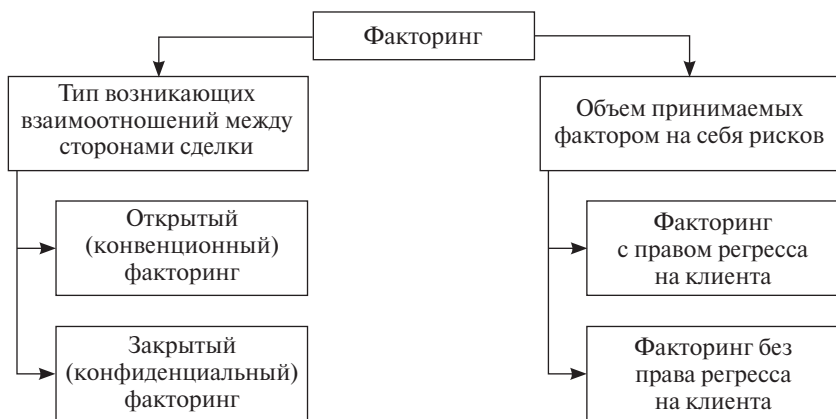 Факторинг
Тип возникающих
взаимоотношений между
сторонами сделки
Открытый
(конвенционный)
факторинг
Закрытый
(конфиденциальный)
факторинг
Объем принимаемых
фактором на себя рисков
Факторинг
с правом регресса
на клиента
Факторинг без
права регресса
на клиента